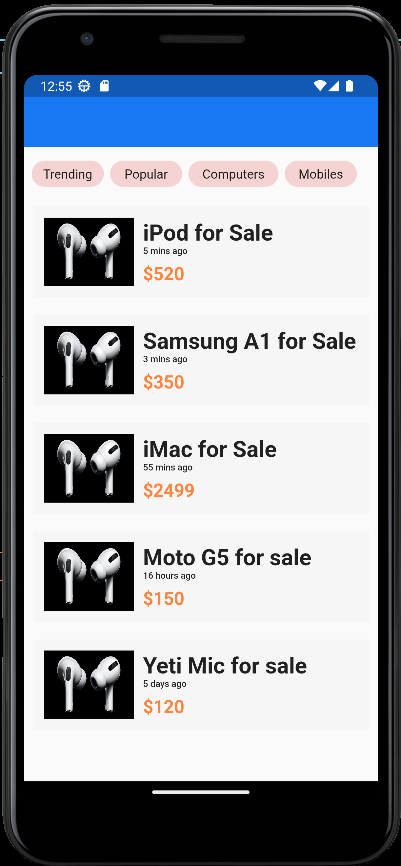 12:55
Trending Popular Computers Mobiles
iPod for Sale
5 mins ago
$520
Samsung A1 for Sale
3 mins ago
$350
iMac for Sale
55 mins ago
$2499
Moto G5 for sale
16 hours ago
$150
Yeti Mic for sale
5 days ago
$120